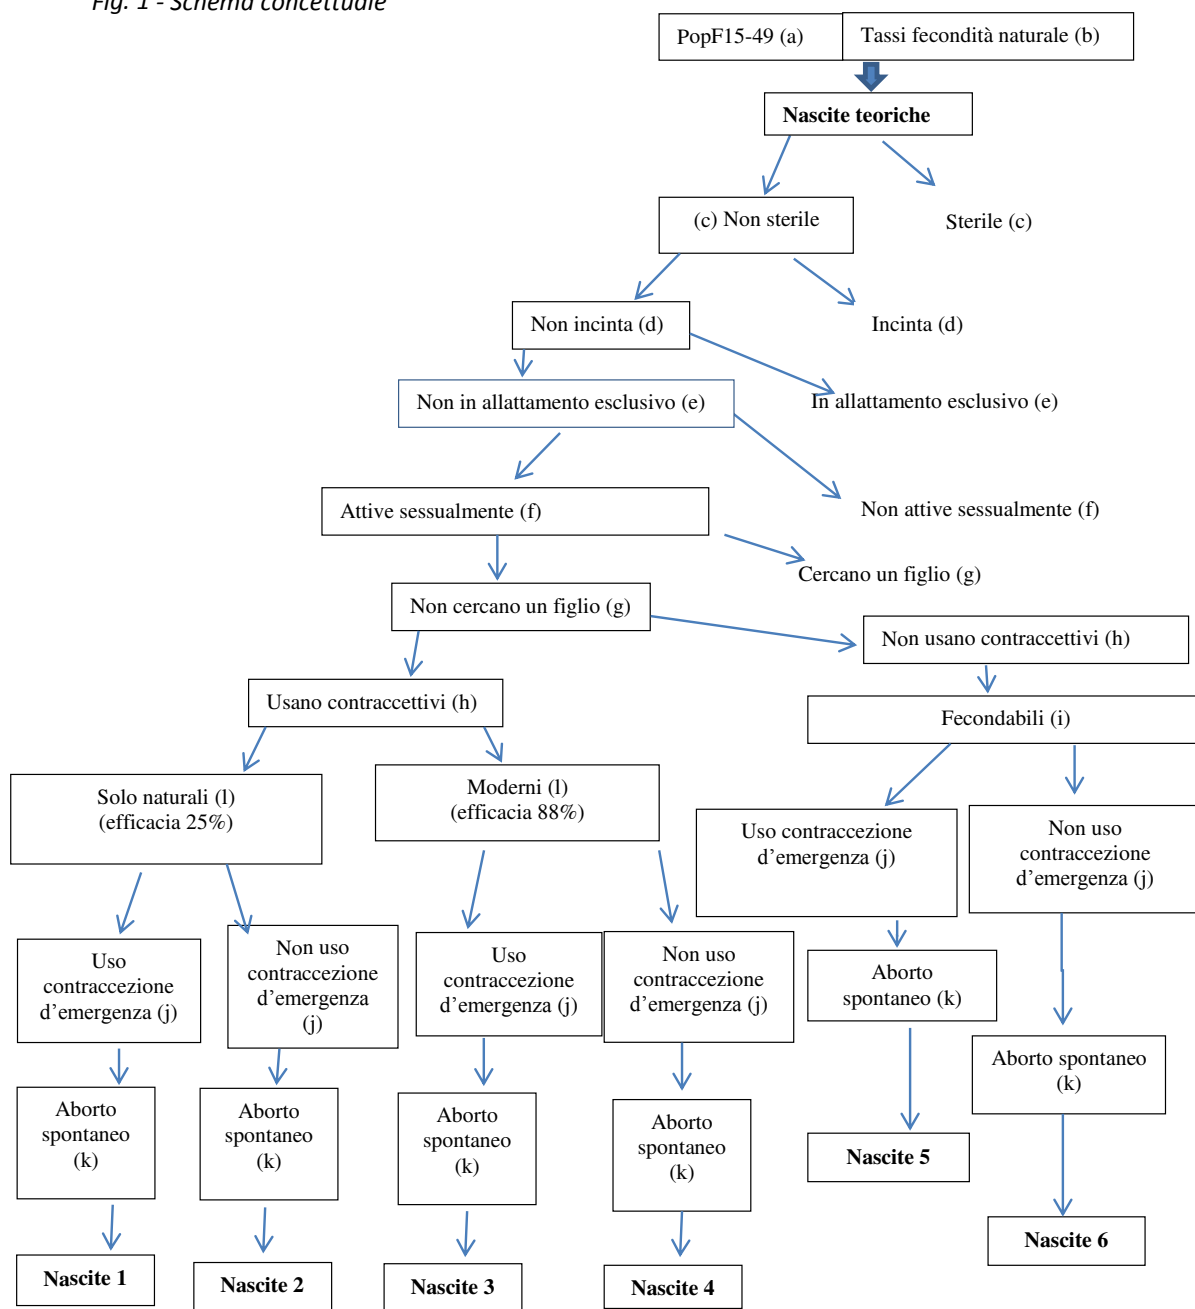 Fig. 1 - Schema concettuale
PopF15-49 (a)
Tassi fecondità naturale (b)
Nascite teoriche
(c) Non sterile
Sterile (c)
Non incinta (d)
Incinta (d)
Non in allattamento esclusivo (e)
In allattamento esclusivo (e)
Attive sessualmente (f)
Non attive sessualmente (f)
Cercano un figlio (g)
Non cercano un figlio (g)
Non usano contraccettivi (h)
Usano contraccettivi (h)
Fecondabili (i)
Solo naturali (l)
(efficacia 25%)
Moderni (l)
(efficacia 88%)
Uso contraccezione
d'emergenza (j)
Non uso
contraccezione
d'emergenza (j)
Uso
contraccezione
d'emergenza (j)
Non uso
contraccezione
d'emergenza
(j)
Uso
contraccezione
d'emergenza (j)
Non uso
contraccezione
d'emergenza (j)
Aborto
spontaneo (k)
Aborto spontaneo
(k)
Aborto
spontaneo
(k)
Aborto
spontaneo
(k)
Aborto
spontaneo
(k)
Aborto
spontaneo
(k)
Nascite 5
Nascite 6
Nascite 1
Nascite 2
Nascite 3
Nascite 4